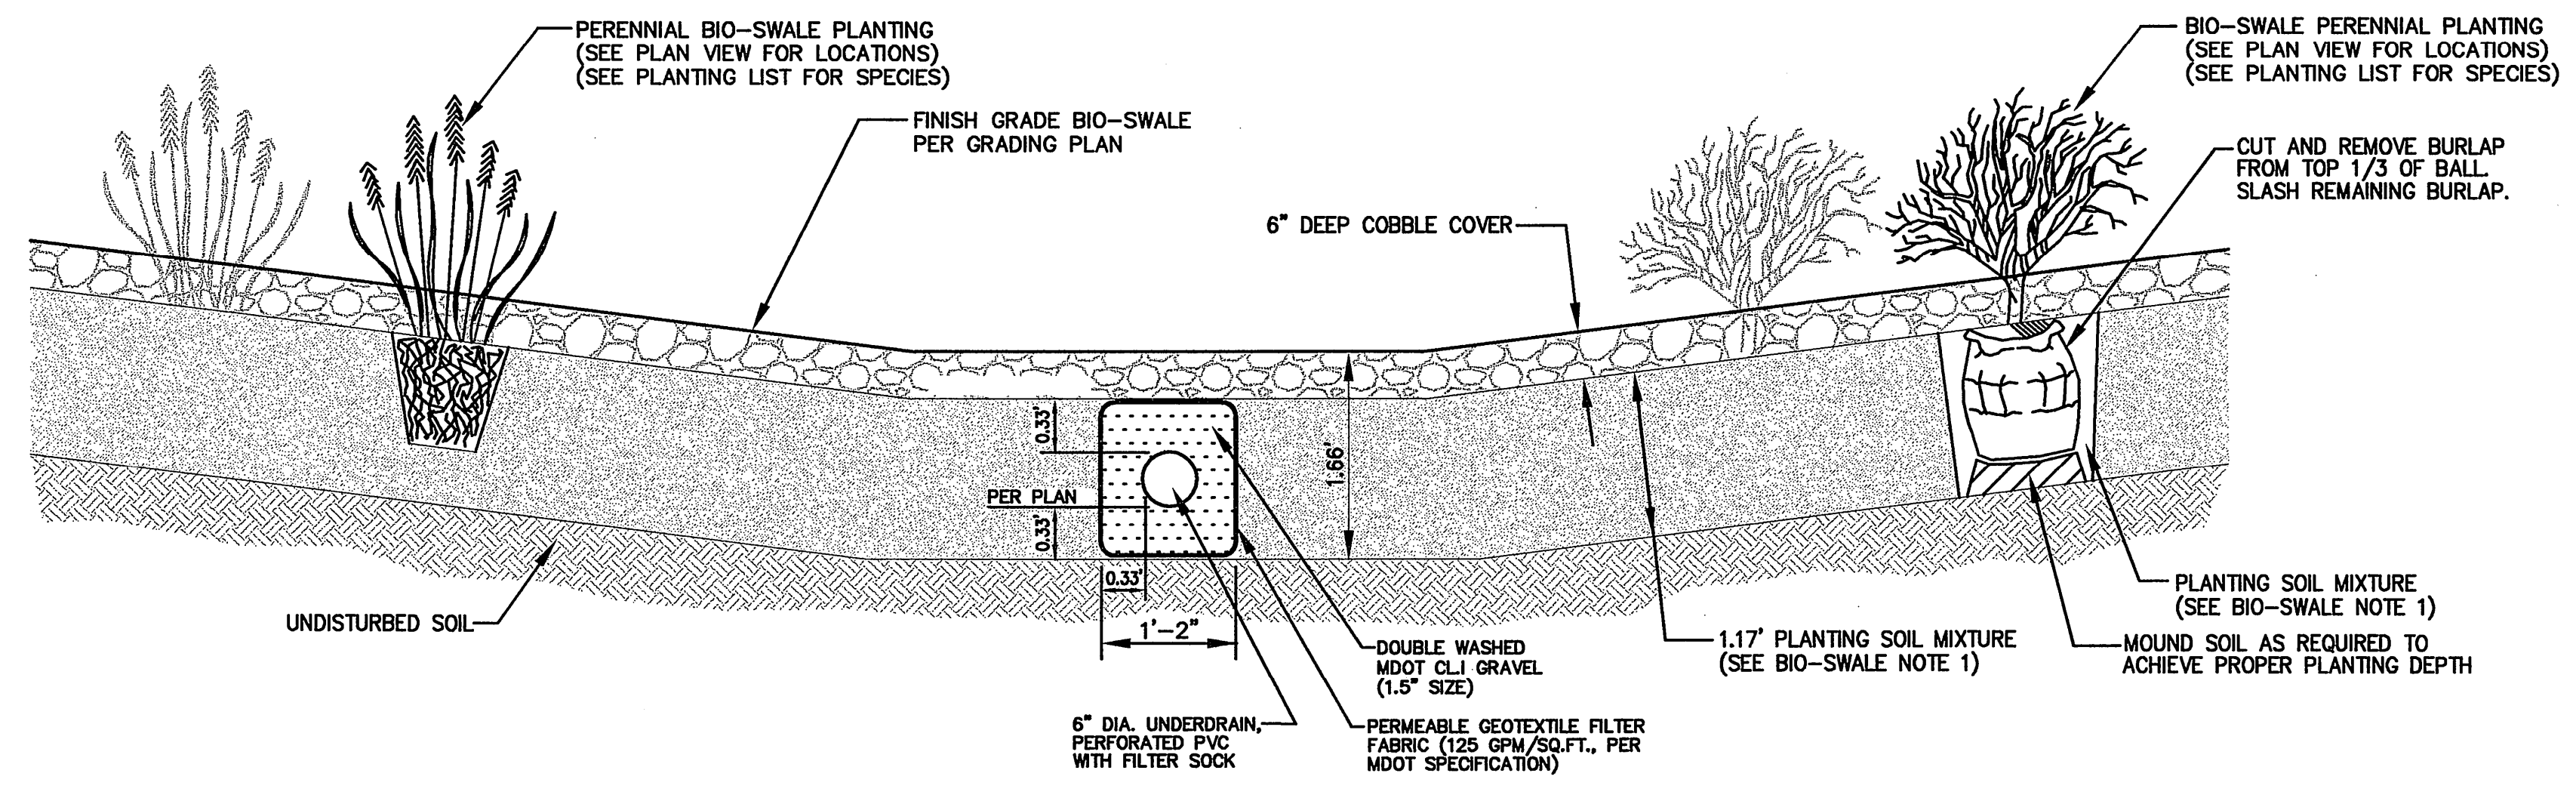 PERENNIAL BIO-SWALE PLANTING
(SEE PLAN VIEW FOR LOCATIONS)
(SEE PLANTING LIST FOR SPECIES)
FINISH GRADE BIO-SWALE
PER GRADING PLAN
6" DEEP COBBLE COVER
BIO-SWALE PERENNIAL PLANTING
(SEE PLAN VIEW FOR LOCATIONS)
(SEE PLANTING LIST FOR SPECIES)
CUT AND REMOVE BURLAP
FROM TOP 1/3 OF BALL.
SLASH REMAINING BURLAP.
0.33'
1.66'
PER PLAN
0.33'
0.33'
1'-2"
UNDISTURBED SOIL
DOUBLE WASHED
MDOT CL.I GRAVEL
(1.5" SIZE)
6" DIA. UNDERDRAIN,
PERFORATED PVC
WITH FILTER SOCK
PERMEABLE GEOTEXTILE FILTER
FABRIC (125 GPM/SQ.FT., PER
MDOT SPECIFICATION)
1.17' PLANTING SOIL MIXTURE
(SEE BIO-SWALE NOTE 1)
PLANTING SOIL MIXTURE
(SEE BIO-SWALE NOTE 1)
MOUND SOIL AS REQUIRED TO
ACHIEVE PROPER PLANTING DEPTH